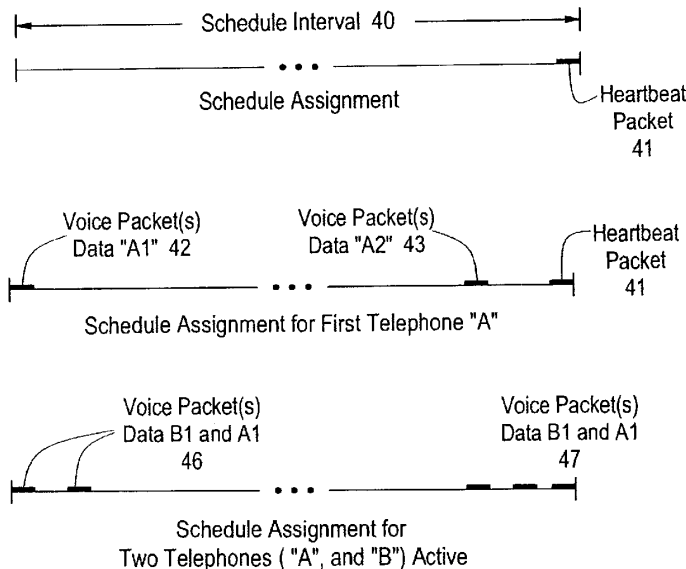 Schedule Interval 40
Schedule Assignment
Heartbeat
Packet
41
Voice Packet(s)
Data "A1" 42
Voice Packet(s)
Data "A2" 43
Heartbeat
Packet
41
Schedule Assignment for First Telephone "A"
Voice Packet(s)
Data B1 and A1
46
Voice Packet(s)
Data B1 and A1
47
Schedule Assignment for
Two Telephones ( "A", and "B") Active